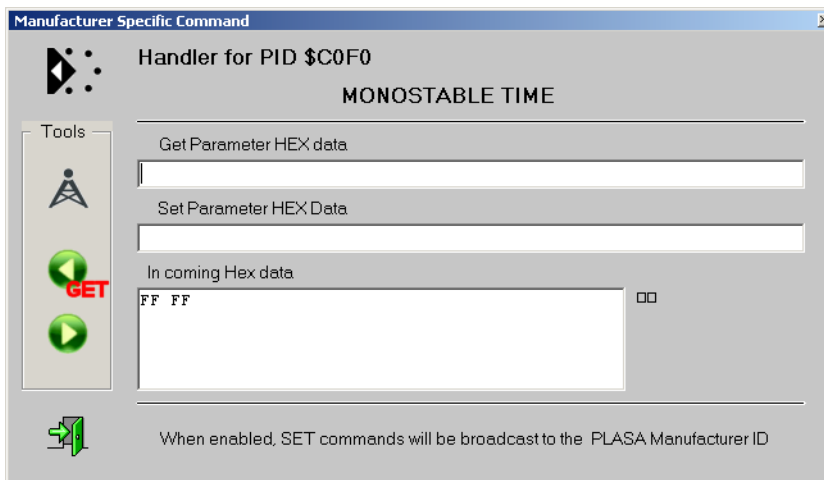 Manufacturer Specific Command
Handler for PID $C0F0
MONOSTABLE TIME
Tools
Get Parameter HEX data
Set Parameter HEX Data
GET
In coming Hex data
FF FF
When enabled, SET commands will be broadcast to the PLASA Manufacturer ID